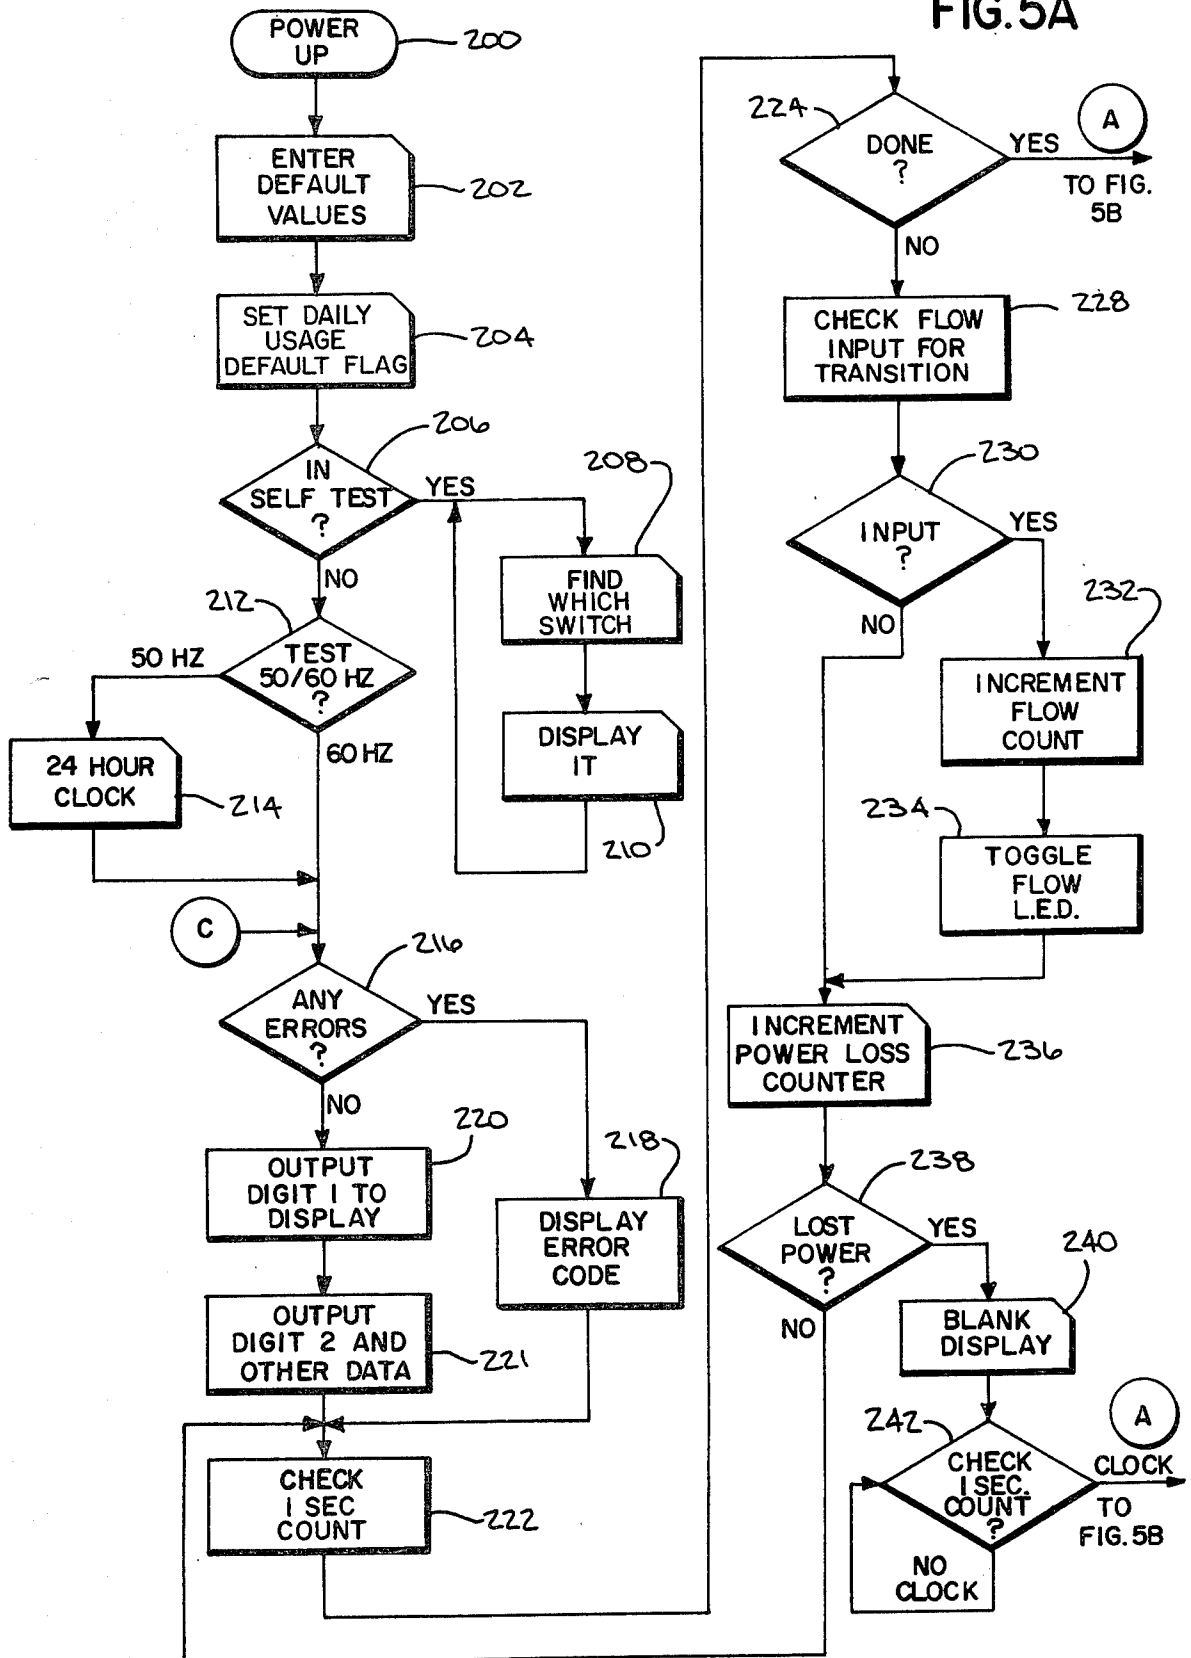 FIG. 5A
POWER
UP
200
ENTER
DEFAULT
VALUES
202
SET DAILY
USAGE
DEFAULT FLAG
204
206
IN
SELF TEST
?
YES
NO
208
FIND
WHICH
SWITCH
DISPLAY
IT
210
212
TEST
50/60 HZ
?
50 HZ
60 HZ
24 HOUR
CLOCK
214
C
216
ANY
ERRORS
?
YES
NO
220
OUTPUT
DIGIT 1 TO
DISPLAY
218
DISPLAY
ERROR
CODE
OUTPUT
DIGIT 2 AND
OTHER DATA
221
CHECK
1 SEC
COUNT
222
224
DONE
?
YES
A
TO FIG.
5B
NO
228
CHECK FLOW
INPUT FOR
TRANSITION
230
INPUT
?
YES
NO
232
INCREMENT
FLOW
COUNT
234
TOGGLE
FLOW
L.E.D.
INCREMENT
POWER LOSS
COUNTER
236
238
LOST
POWER
?
YES
NO
240
BLANK
DISPLAY
242
CHECK
1 SEC.
COUNT
?
A
CLOCK
TO
FIG. 5B
NO
CLOCK